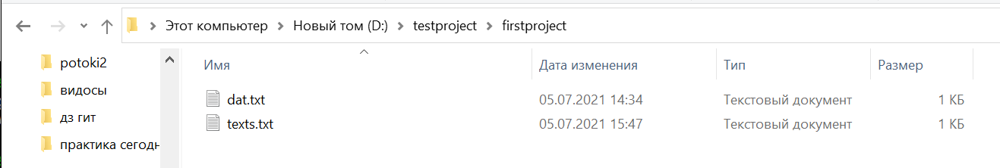 Этот компьютер > Новый том (D:) > testproject > firstproject
potoki2
видосы
дз гит
практика сегодн
Имя Дата изменения Тип Размер
dat.txt 05.07.2021 14:34 Текстовый документ 1 КБ
texts.txt 05.07.2021 15:47 Текстовый документ 1 КБ